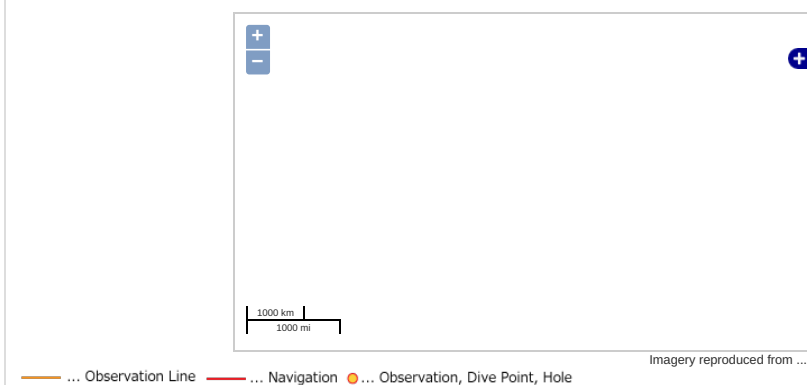 +
−
+
1000 km
1000 mi
Imagery reproduced from ...
... Observation Line ... Navigation ... Observation, Dive Point, Hole